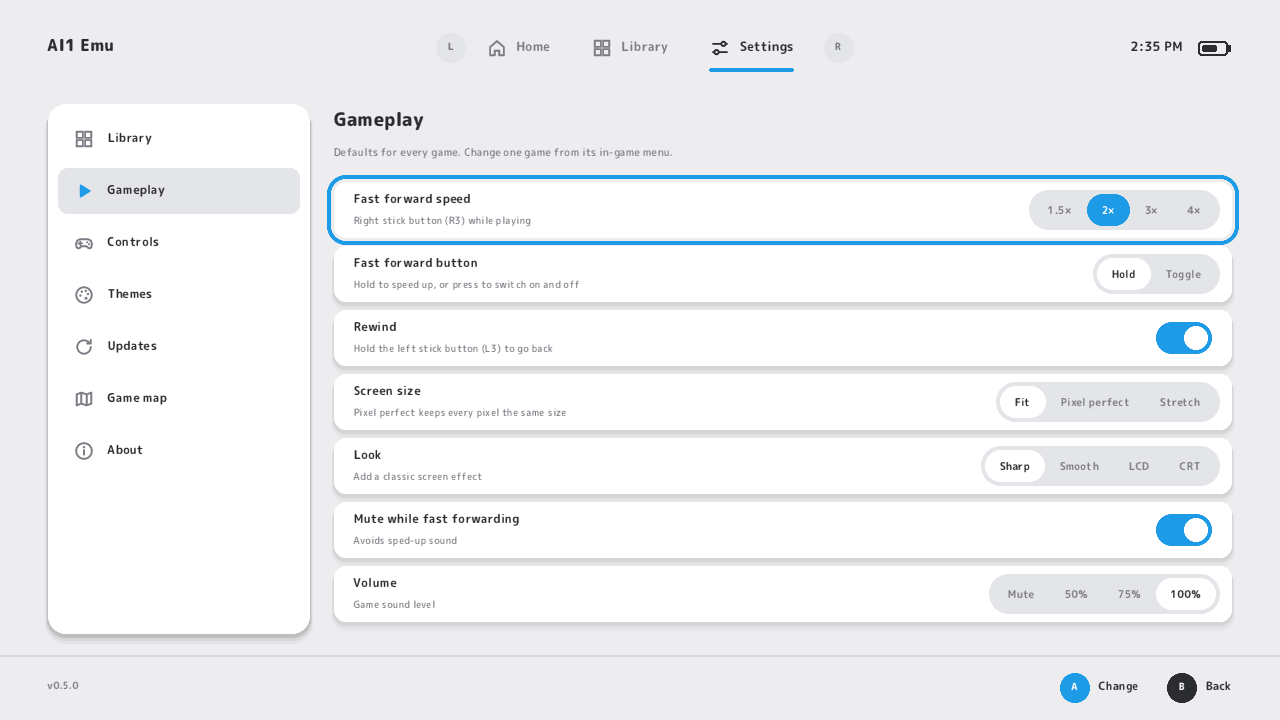 AI1 Emu
L
Home
Library
Settings
R
2:35 PM
Library
Gameplay
Controls
Themes
Updates
Game map
About
Gameplay
Defaults for every game. Change one game from its in-game menu.
Fast forward speed
Right stick button (R3) while playing
1.5×
2×
3×
4×
Fast forward button
Hold to speed up, or press to switch on and off
Hold
Toggle
Rewind
Hold the left stick button (L3) to go back
Screen size
Pixel perfect keeps every pixel the same size
Fit
Pixel perfect
Stretch
Look
Add a classic screen effect
Sharp
Smooth
LCD
CRT
Mute while fast forwarding
Avoids sped-up sound
Volume
Game sound level
Mute
50%
75%
100%
v0.5.0
A
Change
B
Back